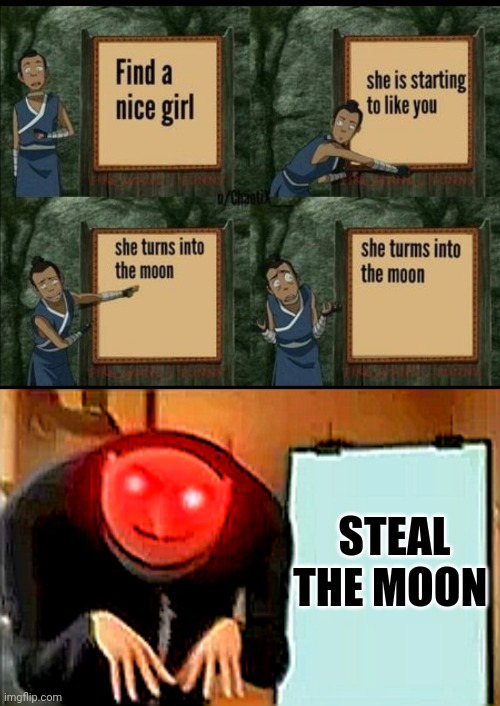 Find a
nice girl
she is starting
to like you
u/Chaotix
she turns into
the moon
she turms into
the moon
STEAL
THE MOON
imgflip.com